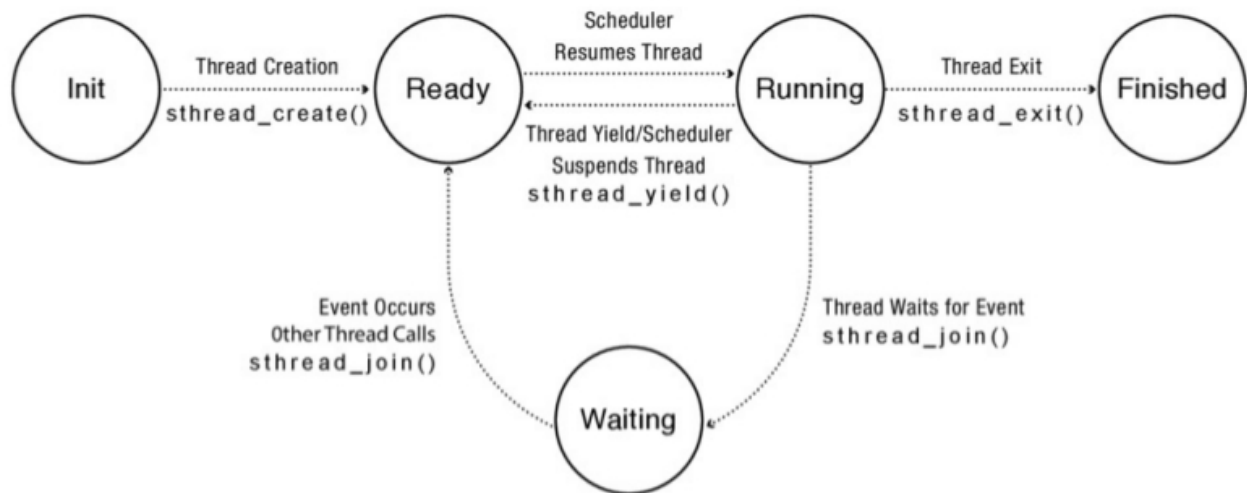 Init
Thread Creation
sthread_create()
Ready
Scheduler
Resumes Thread
Thread Yield/Scheduler
Suspends Thread
sthread_yield()
Running
Thread Exit
sthread_exit()
Finished
Event Occurs
Other Thread Calls
sthread_join()
Thread Waits for Event
sthread_join()
Waiting